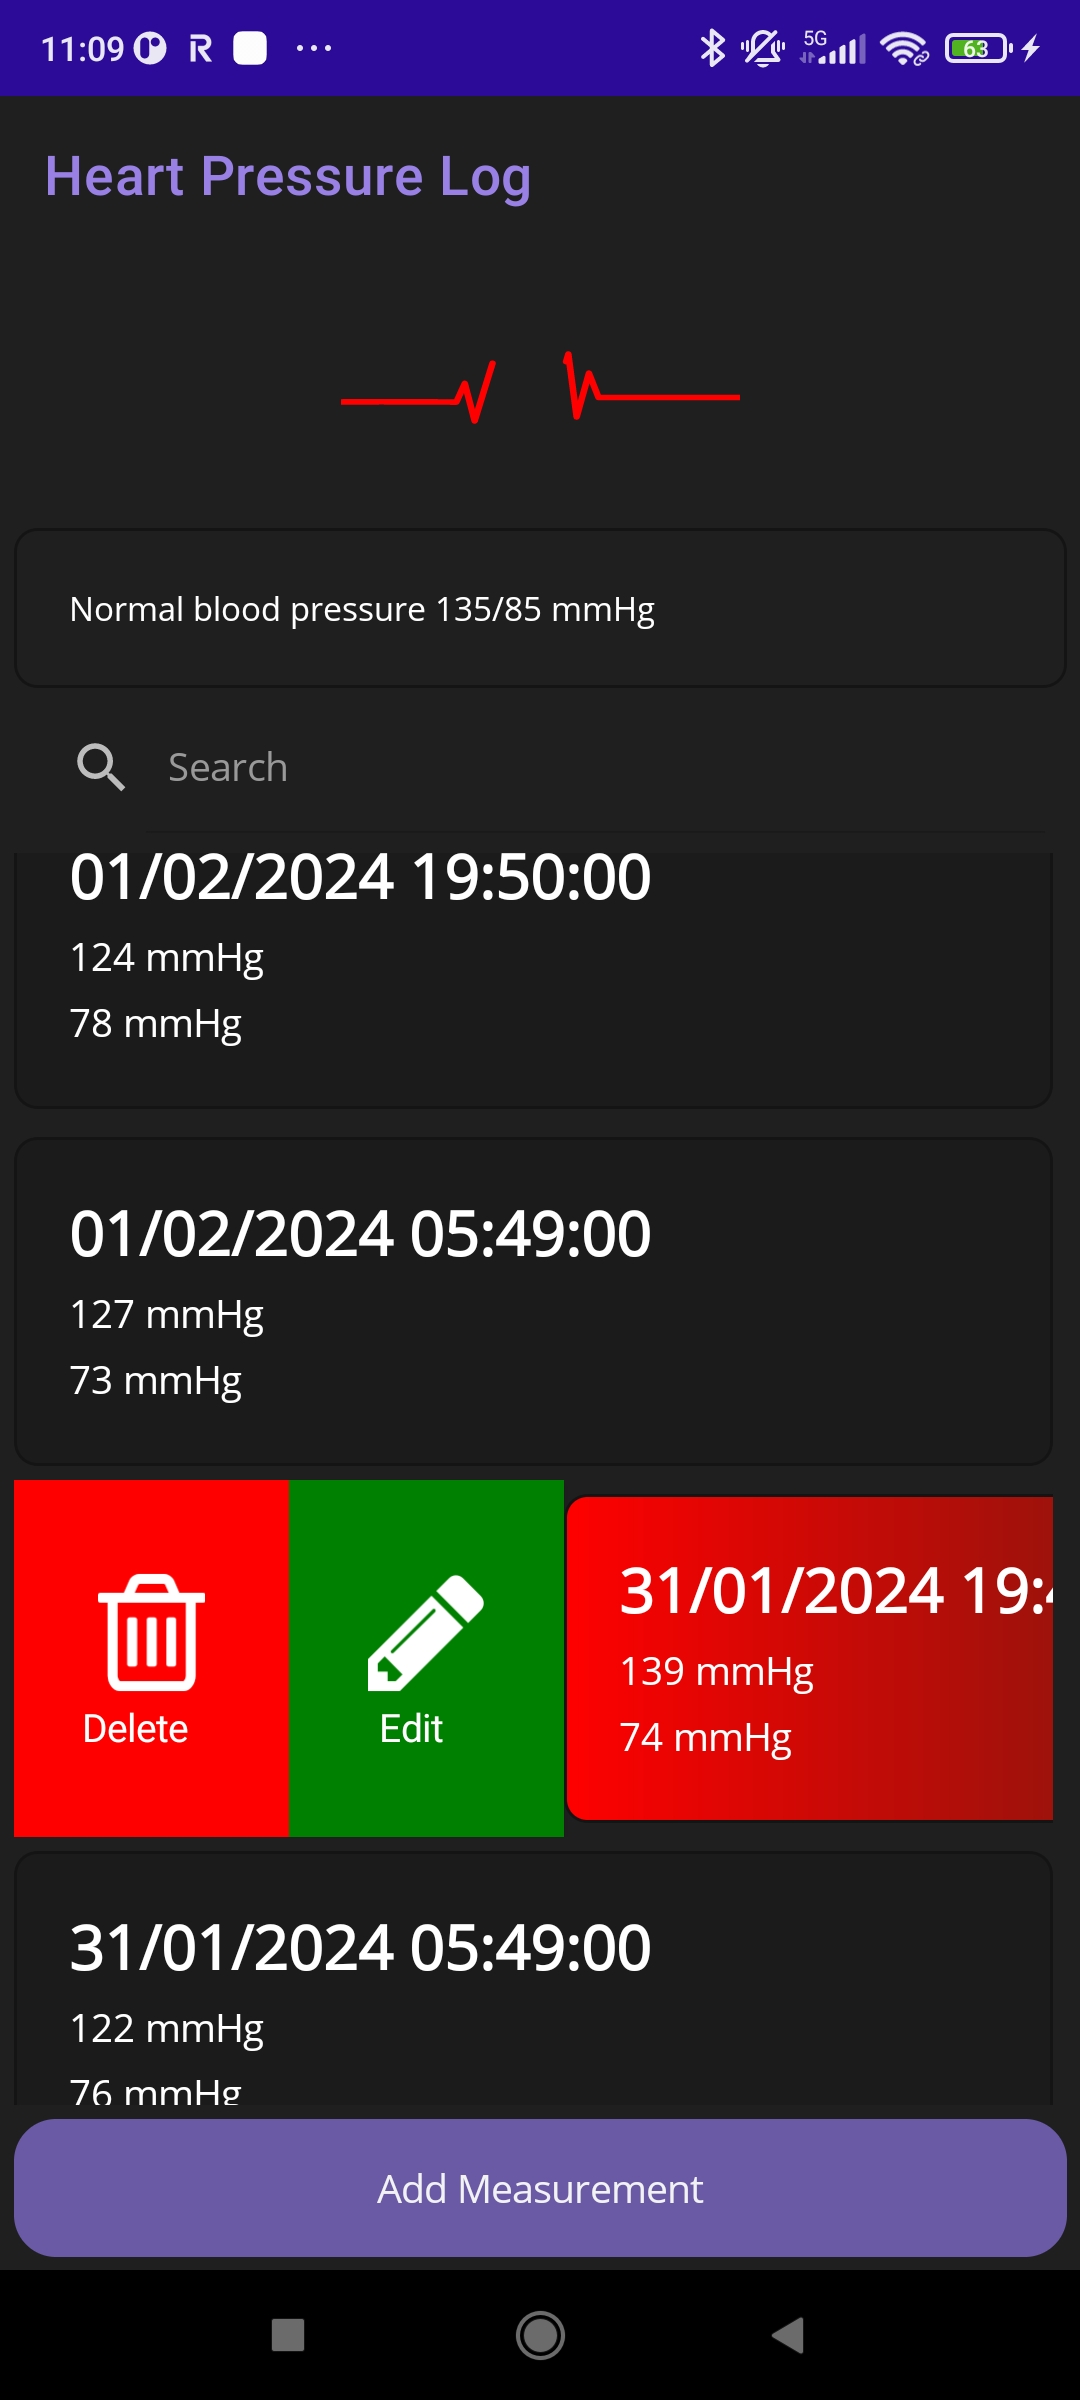 11:09
5G
63
Heart Pressure Log
Normal blood pressure 135/85 mmHg
Search
01/02/2024 19:50:00
124 mmHg
78 mmHg
01/02/2024 05:49:00
127 mmHg
73 mmHg
Delete
Edit
31/01/2024 19:4
139 mmHg
74 mmHg
31/01/2024 05:49:00
122 mmHg
76 mmHg
Add Measurement